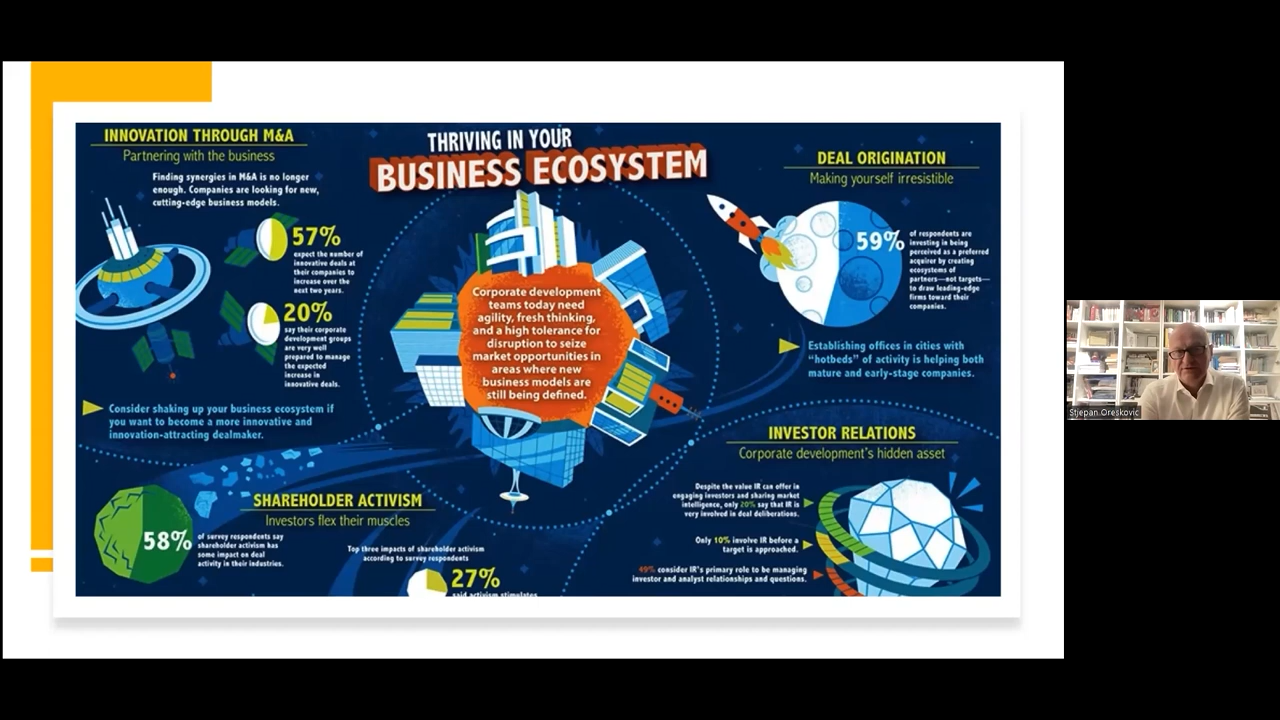 INNOVATION THROUGH M&A
Partnering with the business
Finding synergies in M&A is no longer
enough. Companies are looking for new,
cutting-edge business models.
57%
expect the number of
innovative deals at
their companies to
increase over the
next two years.
20%
say their corporate
development groups
are very well
prepared to manage
the expected
increase in
innovative deals.
Consider shaking up your business ecosystem if
you want to become a more innovative and
innovation-attracting dealmaker.
THRIVING IN YOUR
BUSINESS ECOSYSTEM
Corporate development
teams today need
agility, fresh thinking,
and a high tolerance for
disruption to seize
market opportunities in
areas where new
business models are
still being defined.
DEAL ORIGINATION
Making yourself irresistible
59%
of respondents are
investing in being
perceived as a preferred
acquirer by creating
ecosystems of
partners—not targets—
to draw leading-edge
firms toward their
companies.
Establishing offices in cities with
“hotbeds” of activity is helping both
mature and early-stage companies.
SHAREHOLDER ACTIVISM
Investors flex their muscles
58%
of survey respondents say
shareholder activism has
some impact on deal
activity in their industries.
Top three impacts of shareholder activism
according to survey respondents
27%
said activism stimulates
INVESTOR RELATIONS
Corporate development's hidden asset
Despite the value IR can offer in
engaging investors and sharing market
intelligence, only 20% say that IR is
very involved in deal deliberations.
Only 10% involve IR before a
target is approached.
49% consider IR's primary role to be managing
investor and analyst relationships and questions.
Stjepan Oreskovic